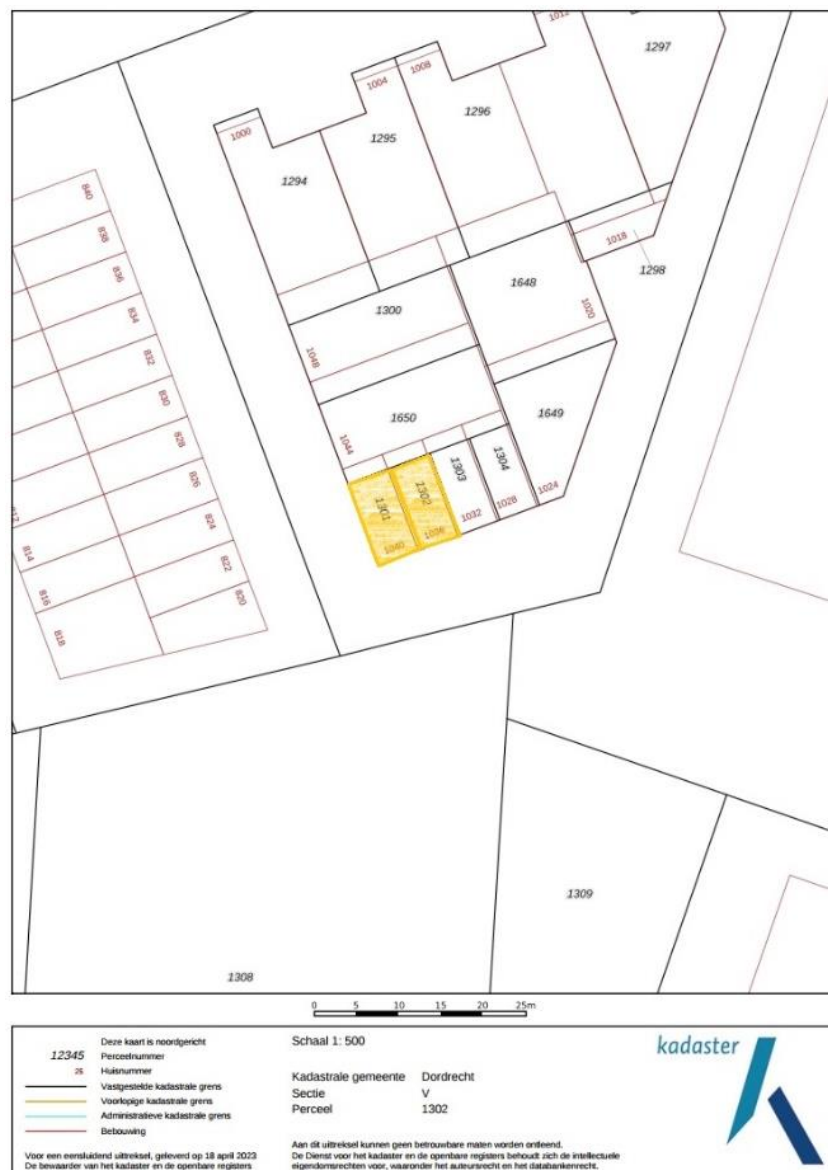 1012
1297
1008
1004
1296
1000
1295
1294
840
838
1018
836
1298
1648
834
1300
1020
832
1048
830
1650
1649
828
1044
1303
1304
826
1302
1024
1301
1028
824
1032
812
1036
1040
814
822
816
820
818
1309
1308
0 5 10 15 20 25m
Deze kaart is noordgericht
12345 Perceelnummer
25 Huisnummer
Vastgestelde kadastrale grens
Voorlopige kadastrale grens
Administratieve kadastrale grens
Bebouwing
Voor een eensluidend uittreksel, geleverd op 18 april 2023
De bewaarder van het kadaster en de openbare registers
Schaal 1: 500
Kadastrale gemeente Dordrecht
Sectie V
Perceel 1302
Aan dit uittreksel kunnen geen betrouwbare maten worden ontleend.
De Dienst voor het kadaster en de openbare registers behoudt zich de intellectuele
eigendomsrechten voor, waaronder het auteursrecht en het databankenrecht.
kadaster